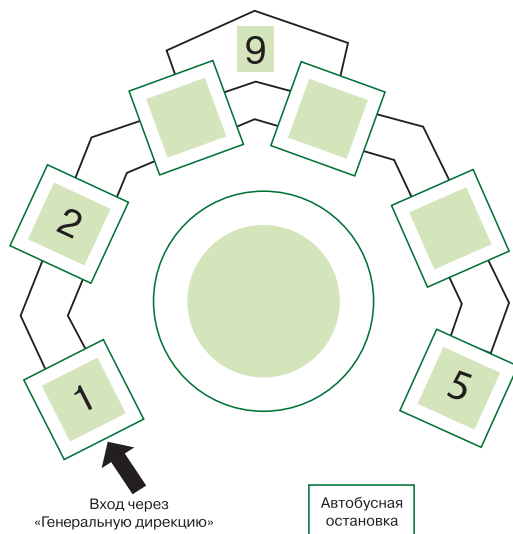 9
2
1
5
Вход через
«Генеральную дирекцию»
Автобусная
остановка